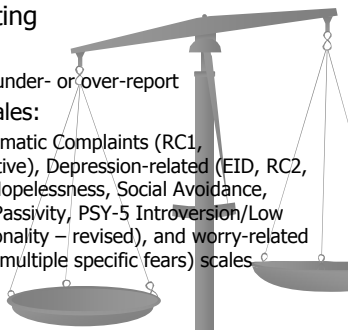 ting
under- or over-report
ales:
matic Complaints (RC1,
tive), Depression-related (EID, RC2,
Hopelessness, Social Avoidance,
Passivity, PSY-5 Introversion/Low
onality – revised), and worry-related
multiple specific fears) scales